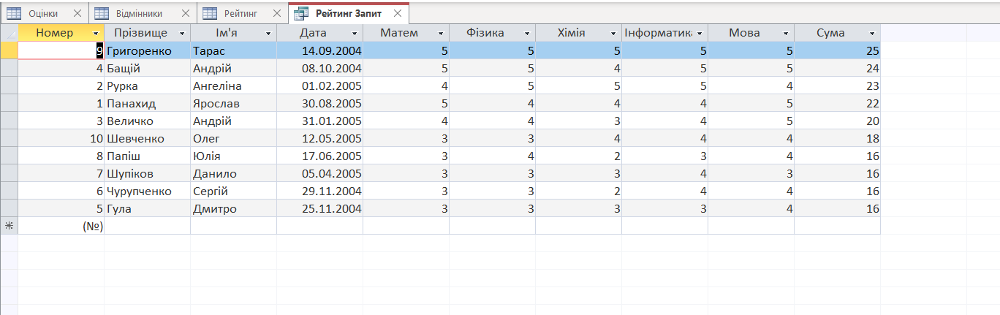 Оцінки Відмінники Рейтинг Рейтинг Запит
Номер Прізвище Ім'я Дата Матем Фізика Хімія Інформатика Мова Сума
9 Григоренко Тарас 14.09.2004 5 5 5 5 5 25
4 Бащій Андрій 08.10.2004 5 5 4 5 5 24
2 Рурка Ангеліна 01.02.2005 4 5 5 5 4 23
1 Панахид Ярослав 30.08.2005 5 4 4 4 5 22
3 Величко Андрій 31.01.2005 4 4 3 4 5 20
10 Шевченко Олег 12.05.2005 3 3 4 4 4 18
8 Папіш Юлія 17.06.2005 3 4 2 3 4 16
7 Шупіков Данило 05.04.2005 3 3 3 4 3 16
6 Чурупченко Сергій 29.11.2004 3 3 2 4 4 16
5 Гула Дмитро 25.11.2004 3 3 3 3 4 16
(№)